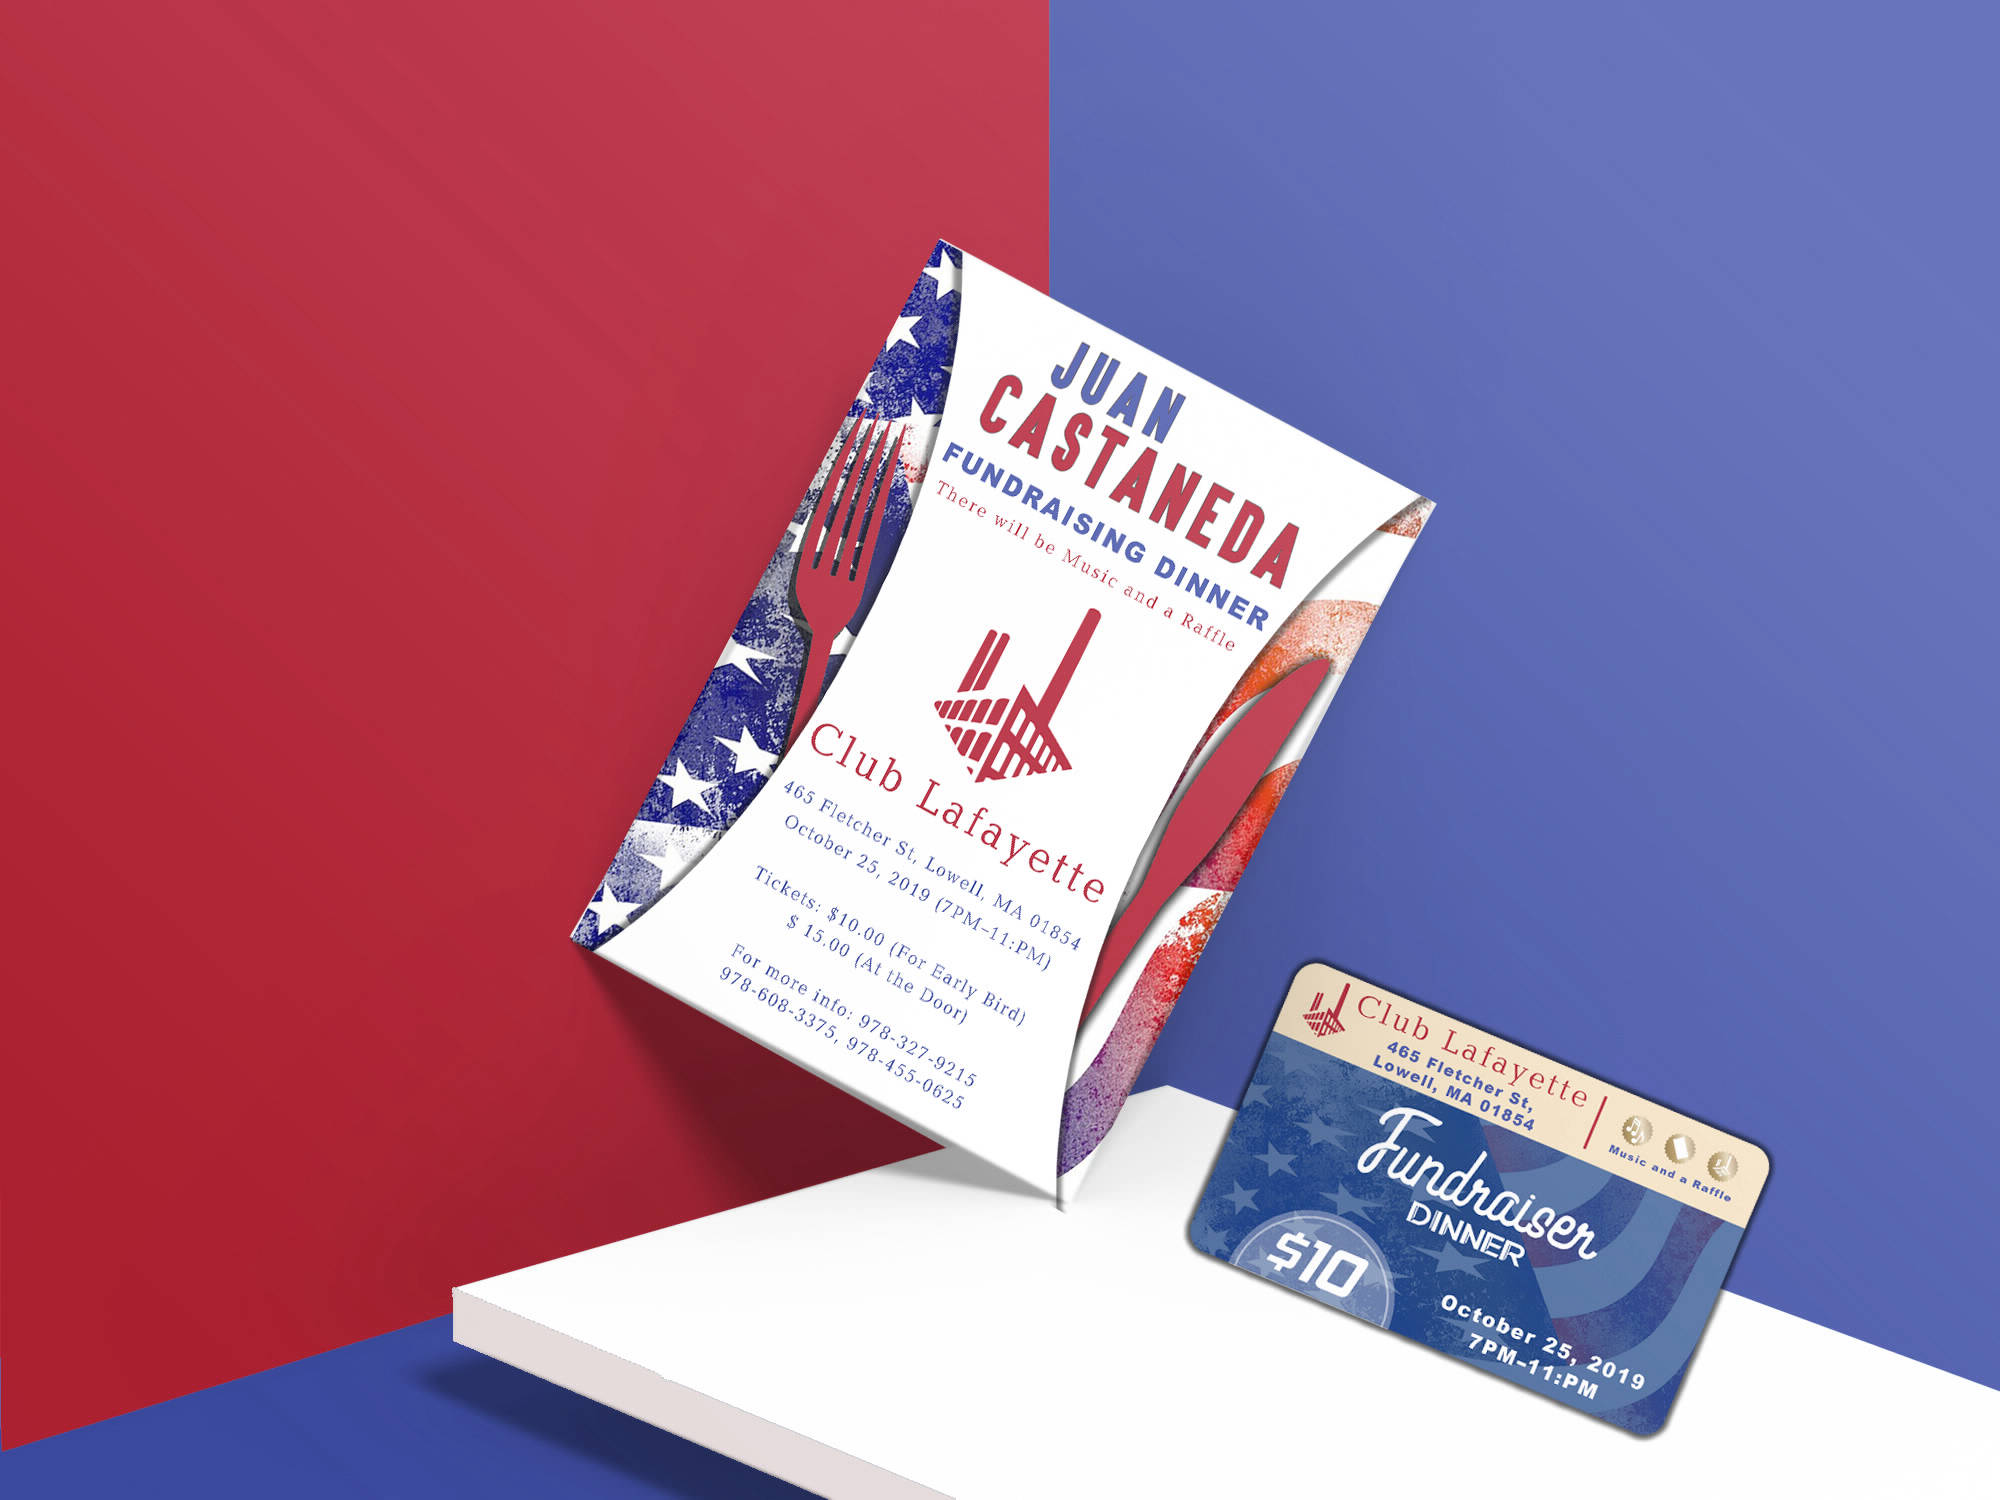 JUAN
CASTANEDA
FUNDRAISING DINNER
There will be Music and a Raffle
Club Lafayette
465 Fletcher St, Lowell, MA 01854
October 25, 2019 (7PM–11:PM)
Tickets: $10.00 (For Early Bird)
$ 15.00 (At the Door)
For more info: 978-327-9215
978-608-3375, 978-455-0625
Club Lafayette
465 Fletcher St,
Lowell, MA 01854
Music and a Raffle
Fundraiser
DINNER
$10
October 25, 2019
7PM–11:PM